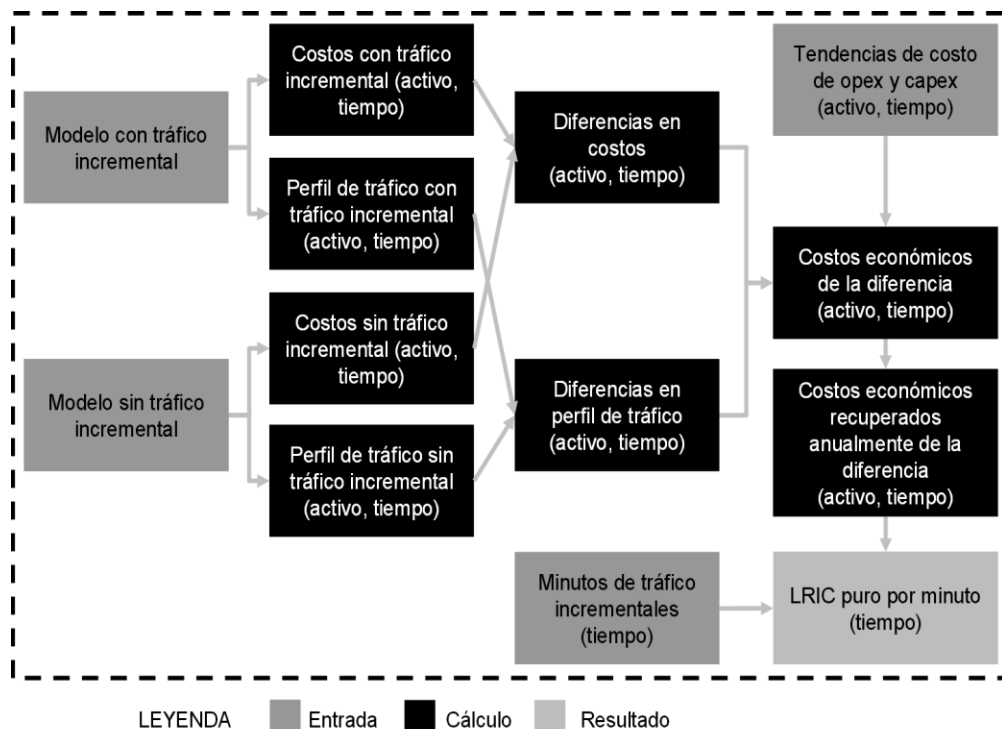 Modelo con tráfico
incremental
Modelo sin tráfico
incremental
Costos con tráfico
incremental (activo,
tiempo)
Perfil de tráfico con
tráfico incremental
(activo, tiempo)
Costos sin tráfico
incremental (activo,
tiempo)
Perfil de tráfico sin
tráfico incremental
(activo, tiempo)
Diferencias en
costos
(activo, tiempo)
Diferencias en
perfil de tráfico
(activo, tiempo)
Minutos de tráfico
incrementales
(tiempo)
Tendencias de costo
de opex y capex
(activo, tiempo)
Costos económicos
de la diferencia
(activo, tiempo)
Costos económicos
recuperados
anualmente de la
diferencia
(activo, tiempo)
LRIC puro por minuto
(tiempo)
LEYENDA Entrada Cálculo Resultado